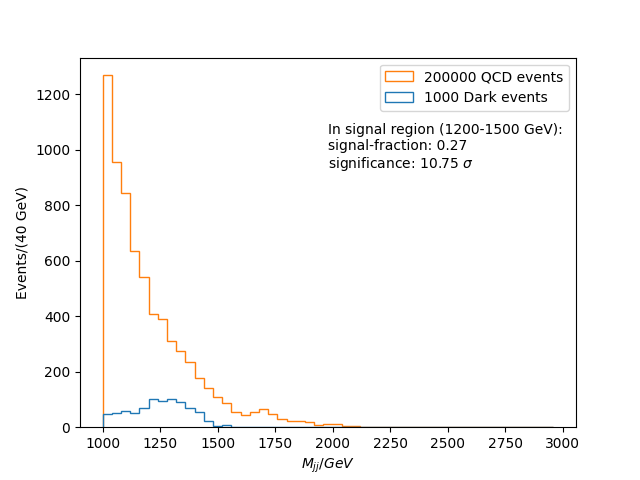 200000 QCD events
1000 Dark events
In signal region (1200-1500 GeV):
signal-fraction: 0.27
significance: 10.75 σ
Events/(40 GeV)
1200
1000
800
600
400
200
0
1000 1250 1500 1750 2000 2250 2500 2750 3000
M_{jj}/GeV